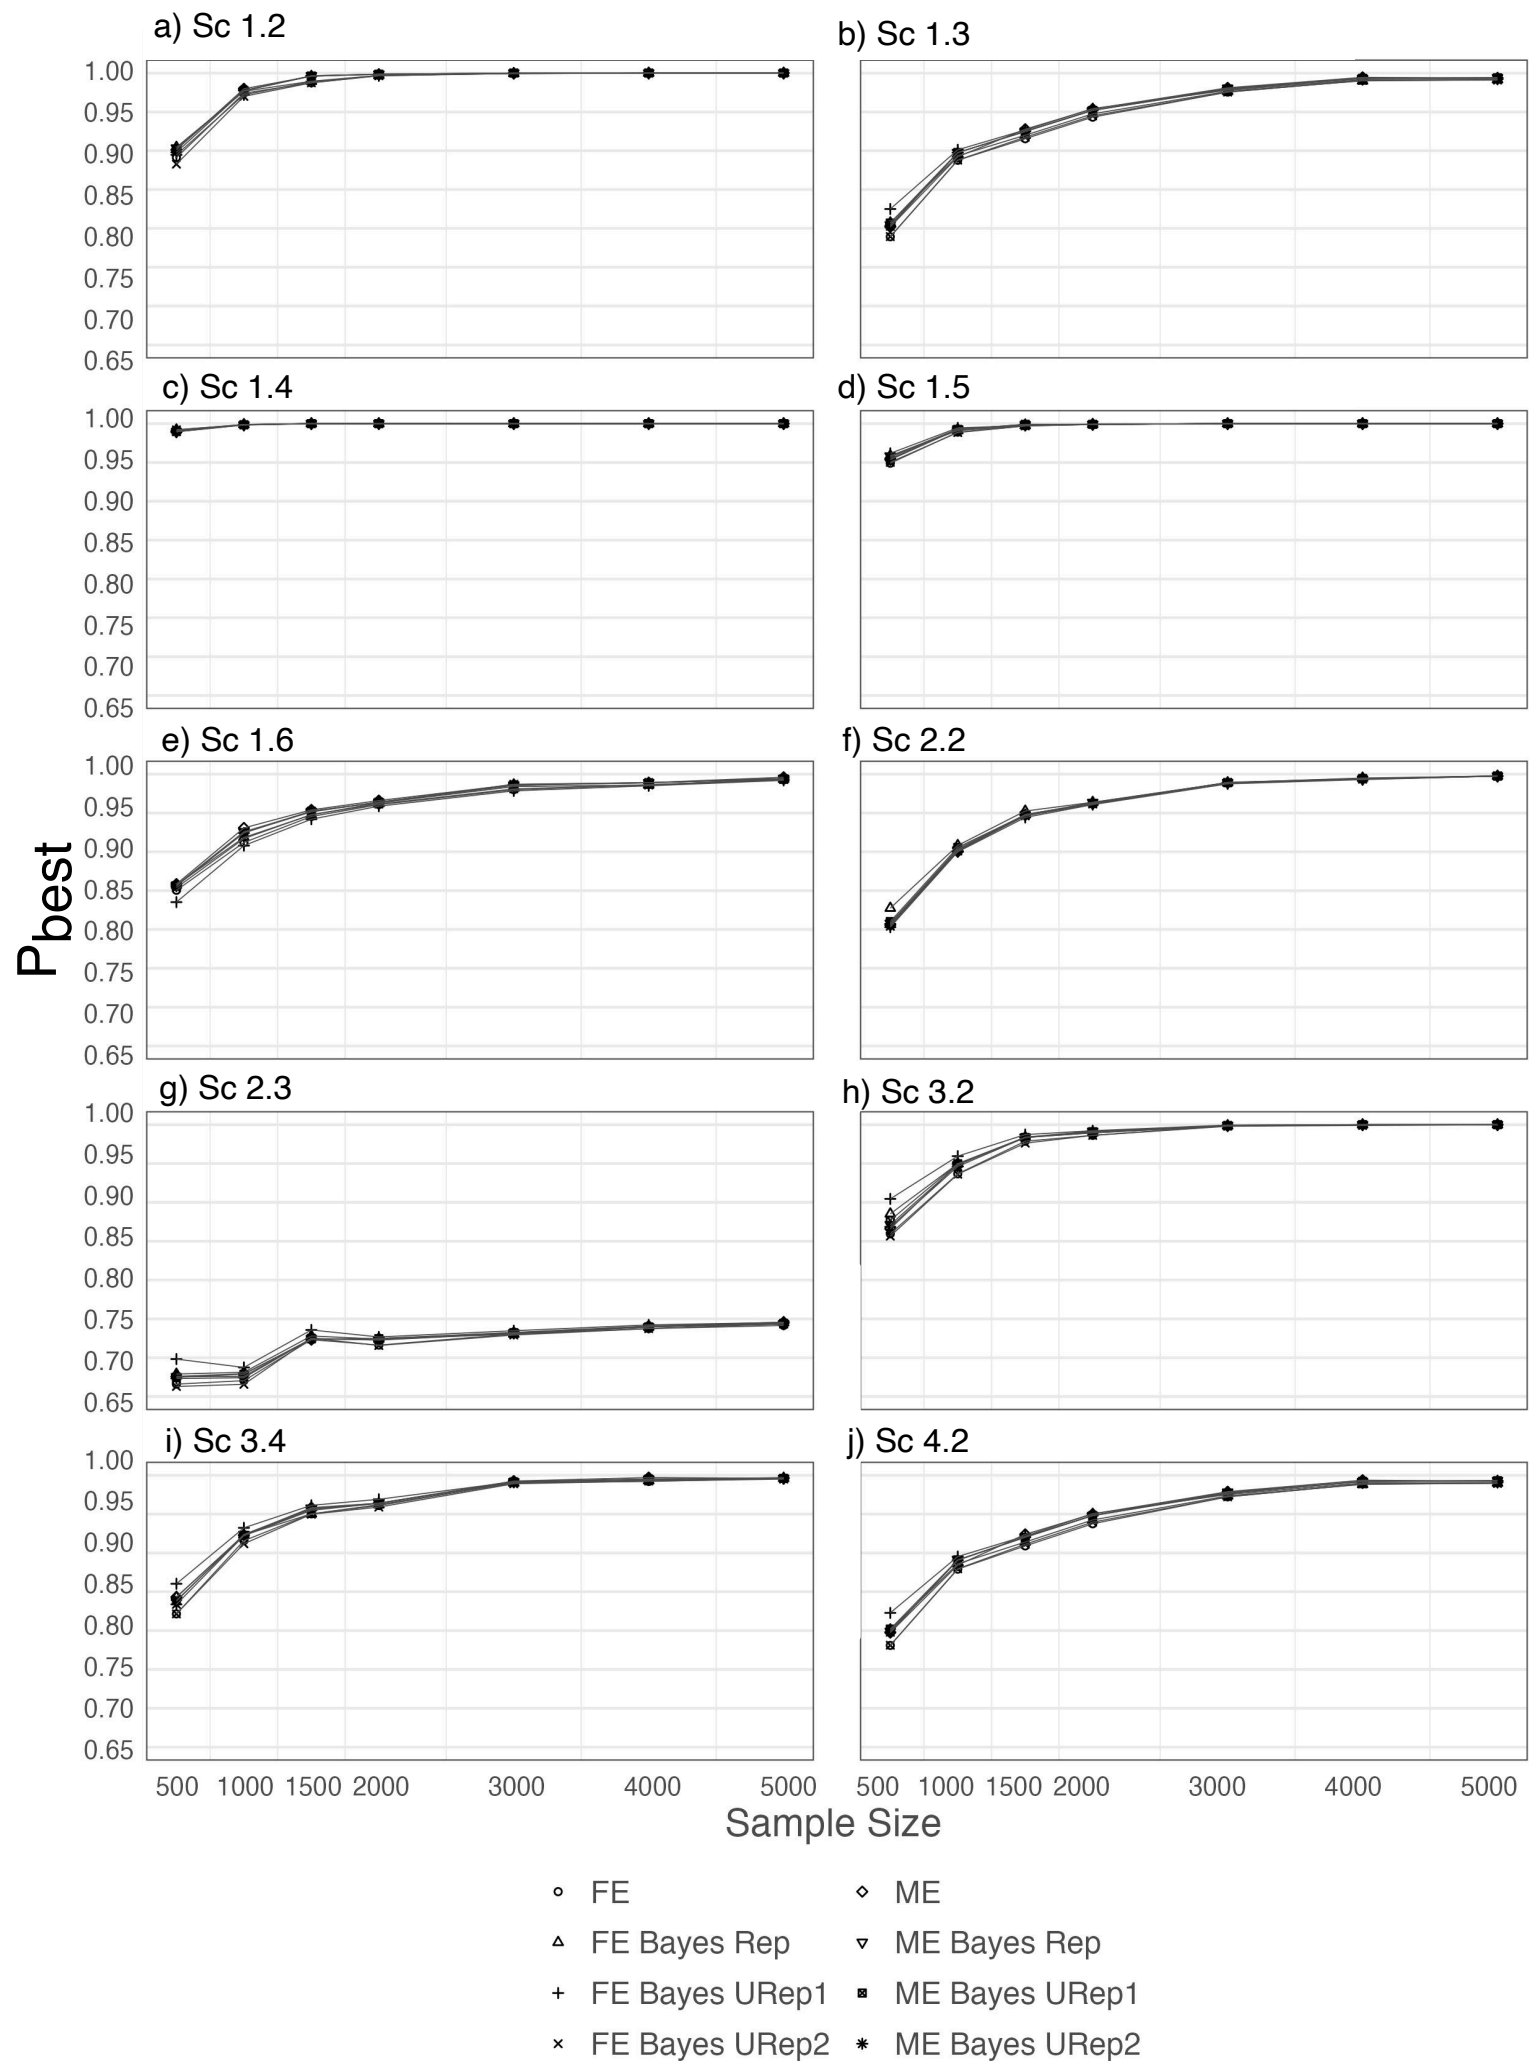 a) Sc 1.2
b) Sc 1.3
1.00
0.95
0.90
0.85
0.80
0.75
0.70
0.65
c) Sc 1.4
d) Sc 1.5
1.00
0.95
0.90
0.85
0.80
0.75
0.70
0.65
e) Sc 1.6
f) Sc 2.2
1.00
0.95
0.90
0.85
0.80
0.75
0.70
0.65
Pbest
g) Sc 2.3
h) Sc 3.2
1.00
0.95
0.90
0.85
0.80
0.75
0.70
0.65
i) Sc 3.4
j) Sc 4.2
1.00
0.95
0.90
0.85
0.80
0.75
0.70
0.65
500 1000 1500 2000 3000 4000 5000
500 1000 1500 2000 3000 4000 5000
Sample Size
FE
ME
FE Bayes Rep
ME Bayes Rep
FE Bayes URep1
ME Bayes URep1
FE Bayes URep2
ME Bayes URep2